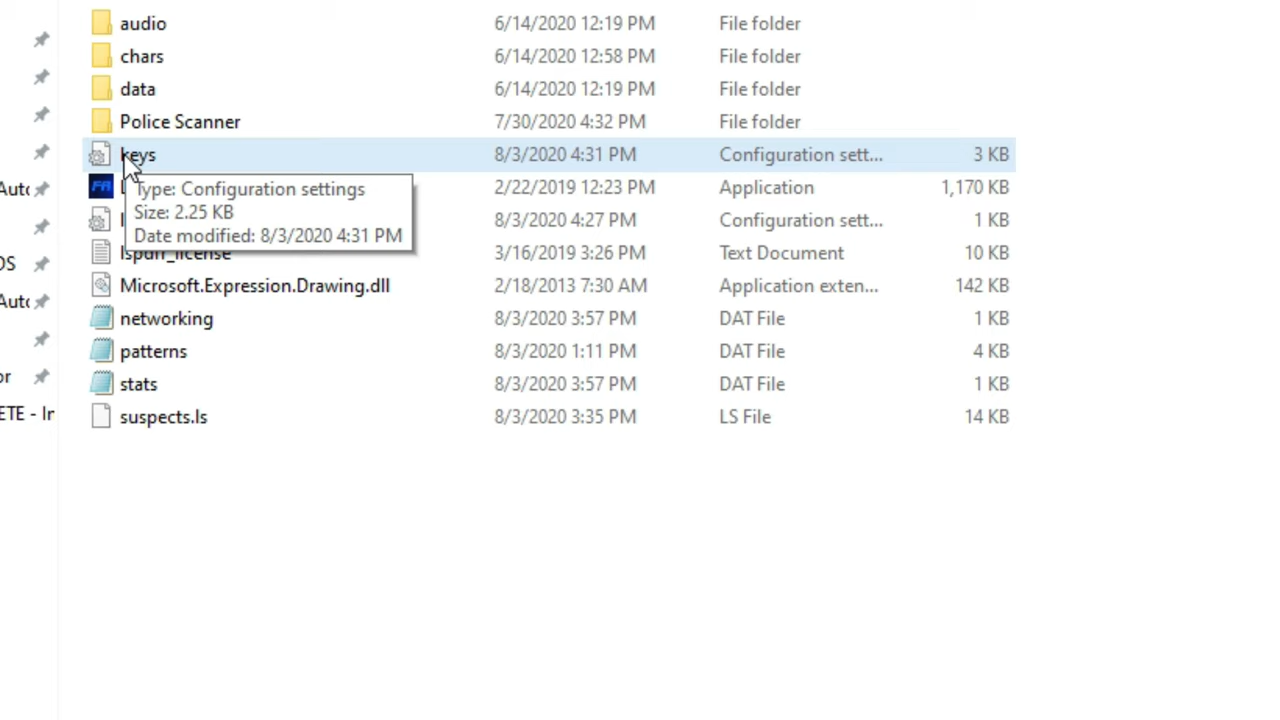 audio 6/14/2020 12:19 PM File folder
chars 6/14/2020 12:58 PM File folder
data 6/14/2020 12:19 PM File folder
Police Scanner 7/30/2020 4:32 PM File folder
keys 8/3/2020 4:31 PM Configuration sett... 3 KB
2/22/2019 12:23 PM Application 1,170 KB
8/3/2020 4:27 PM Configuration sett... 1 KB
lspdfr_license 3/16/2019 3:26 PM Text Document 10 KB
Type: Configuration settings
Size: 2.25 KB
Date modified: 8/3/2020 4:31 PM
Microsoft.Expression.Drawing.dll 2/18/2013 7:30 AM Application exten... 142 KB
networking 8/3/2020 3:57 PM DAT File 1 KB
patterns 8/3/2020 1:11 PM DAT File 4 KB
stats 8/3/2020 3:57 PM DAT File 1 KB
suspects.ls 8/3/2020 3:35 PM LS File 14 KB